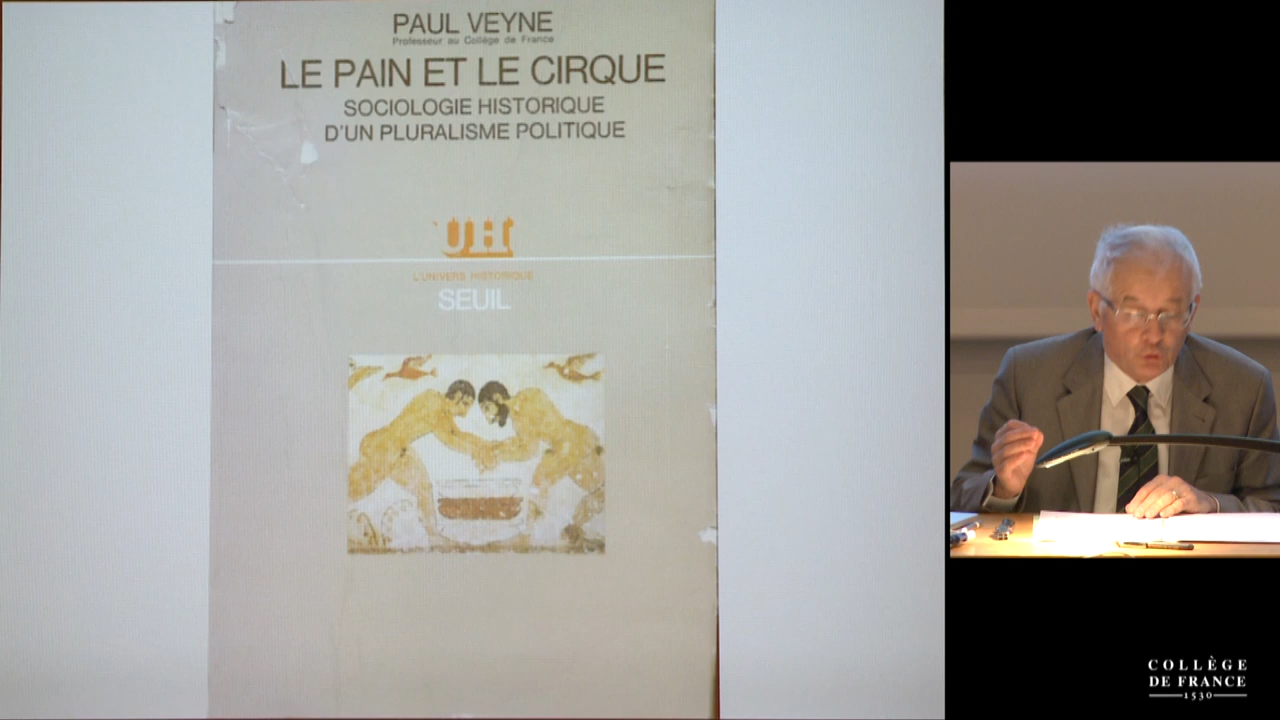 PAUL VEYNE
Professeur au Collège de France
LE PAIN ET LE CIRQUE
SOCIOLOGIE HISTORIQUE
D'UN PLURALISME POLITIQUE
UH
L'UNIVERS HISTORIQUE
SEUIL
COLLÈGE
DE FRANCE
1530